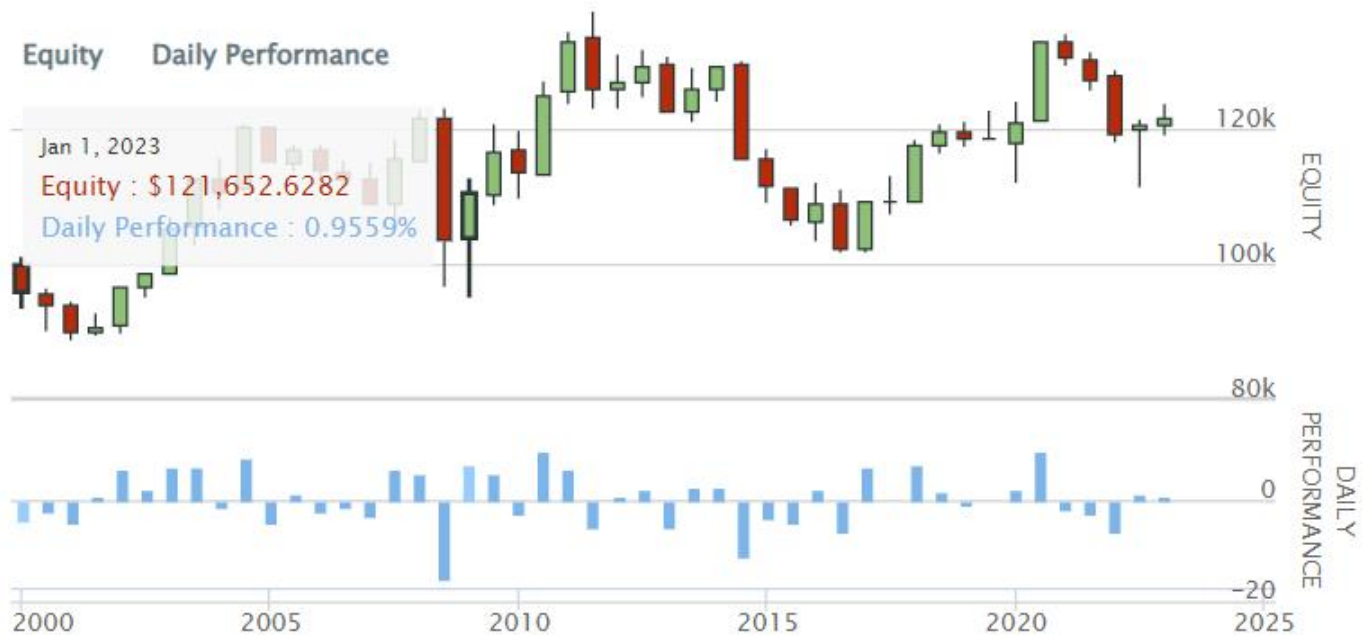 Equity Daily Performance
Jan 1, 2023
Equity : $121,652.6282
Daily Performance : 0.9559%
120k
100k
80k
EQUITY
0
-20
DAILY
PERFORMANCE
2000 2005 2010 2015 2020 2025